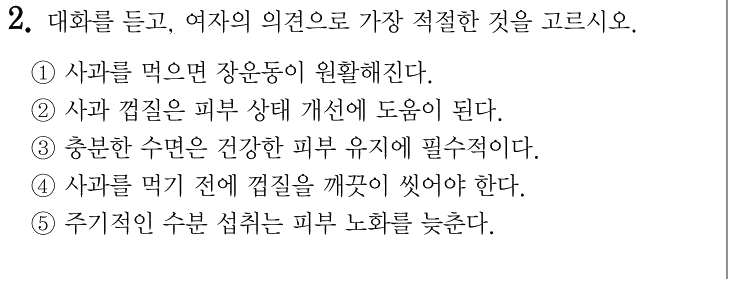 2. 대화를 듣고, 여자의 의견으로 가장 적절한 것을 고르시오.
① 사과를 먹으면 장운동이 원활해진다.
② 사과 껍질은 피부 상태 개선에 도움이 된다.
③ 충분한 수면은 건강한 피부 유지에 필수적이다.
④ 사과를 먹기 전에 껍질을 깨끗이 씻어야 한다.
⑤ 주기적인 수분 섭취는 피부 노화를 늦춘다.